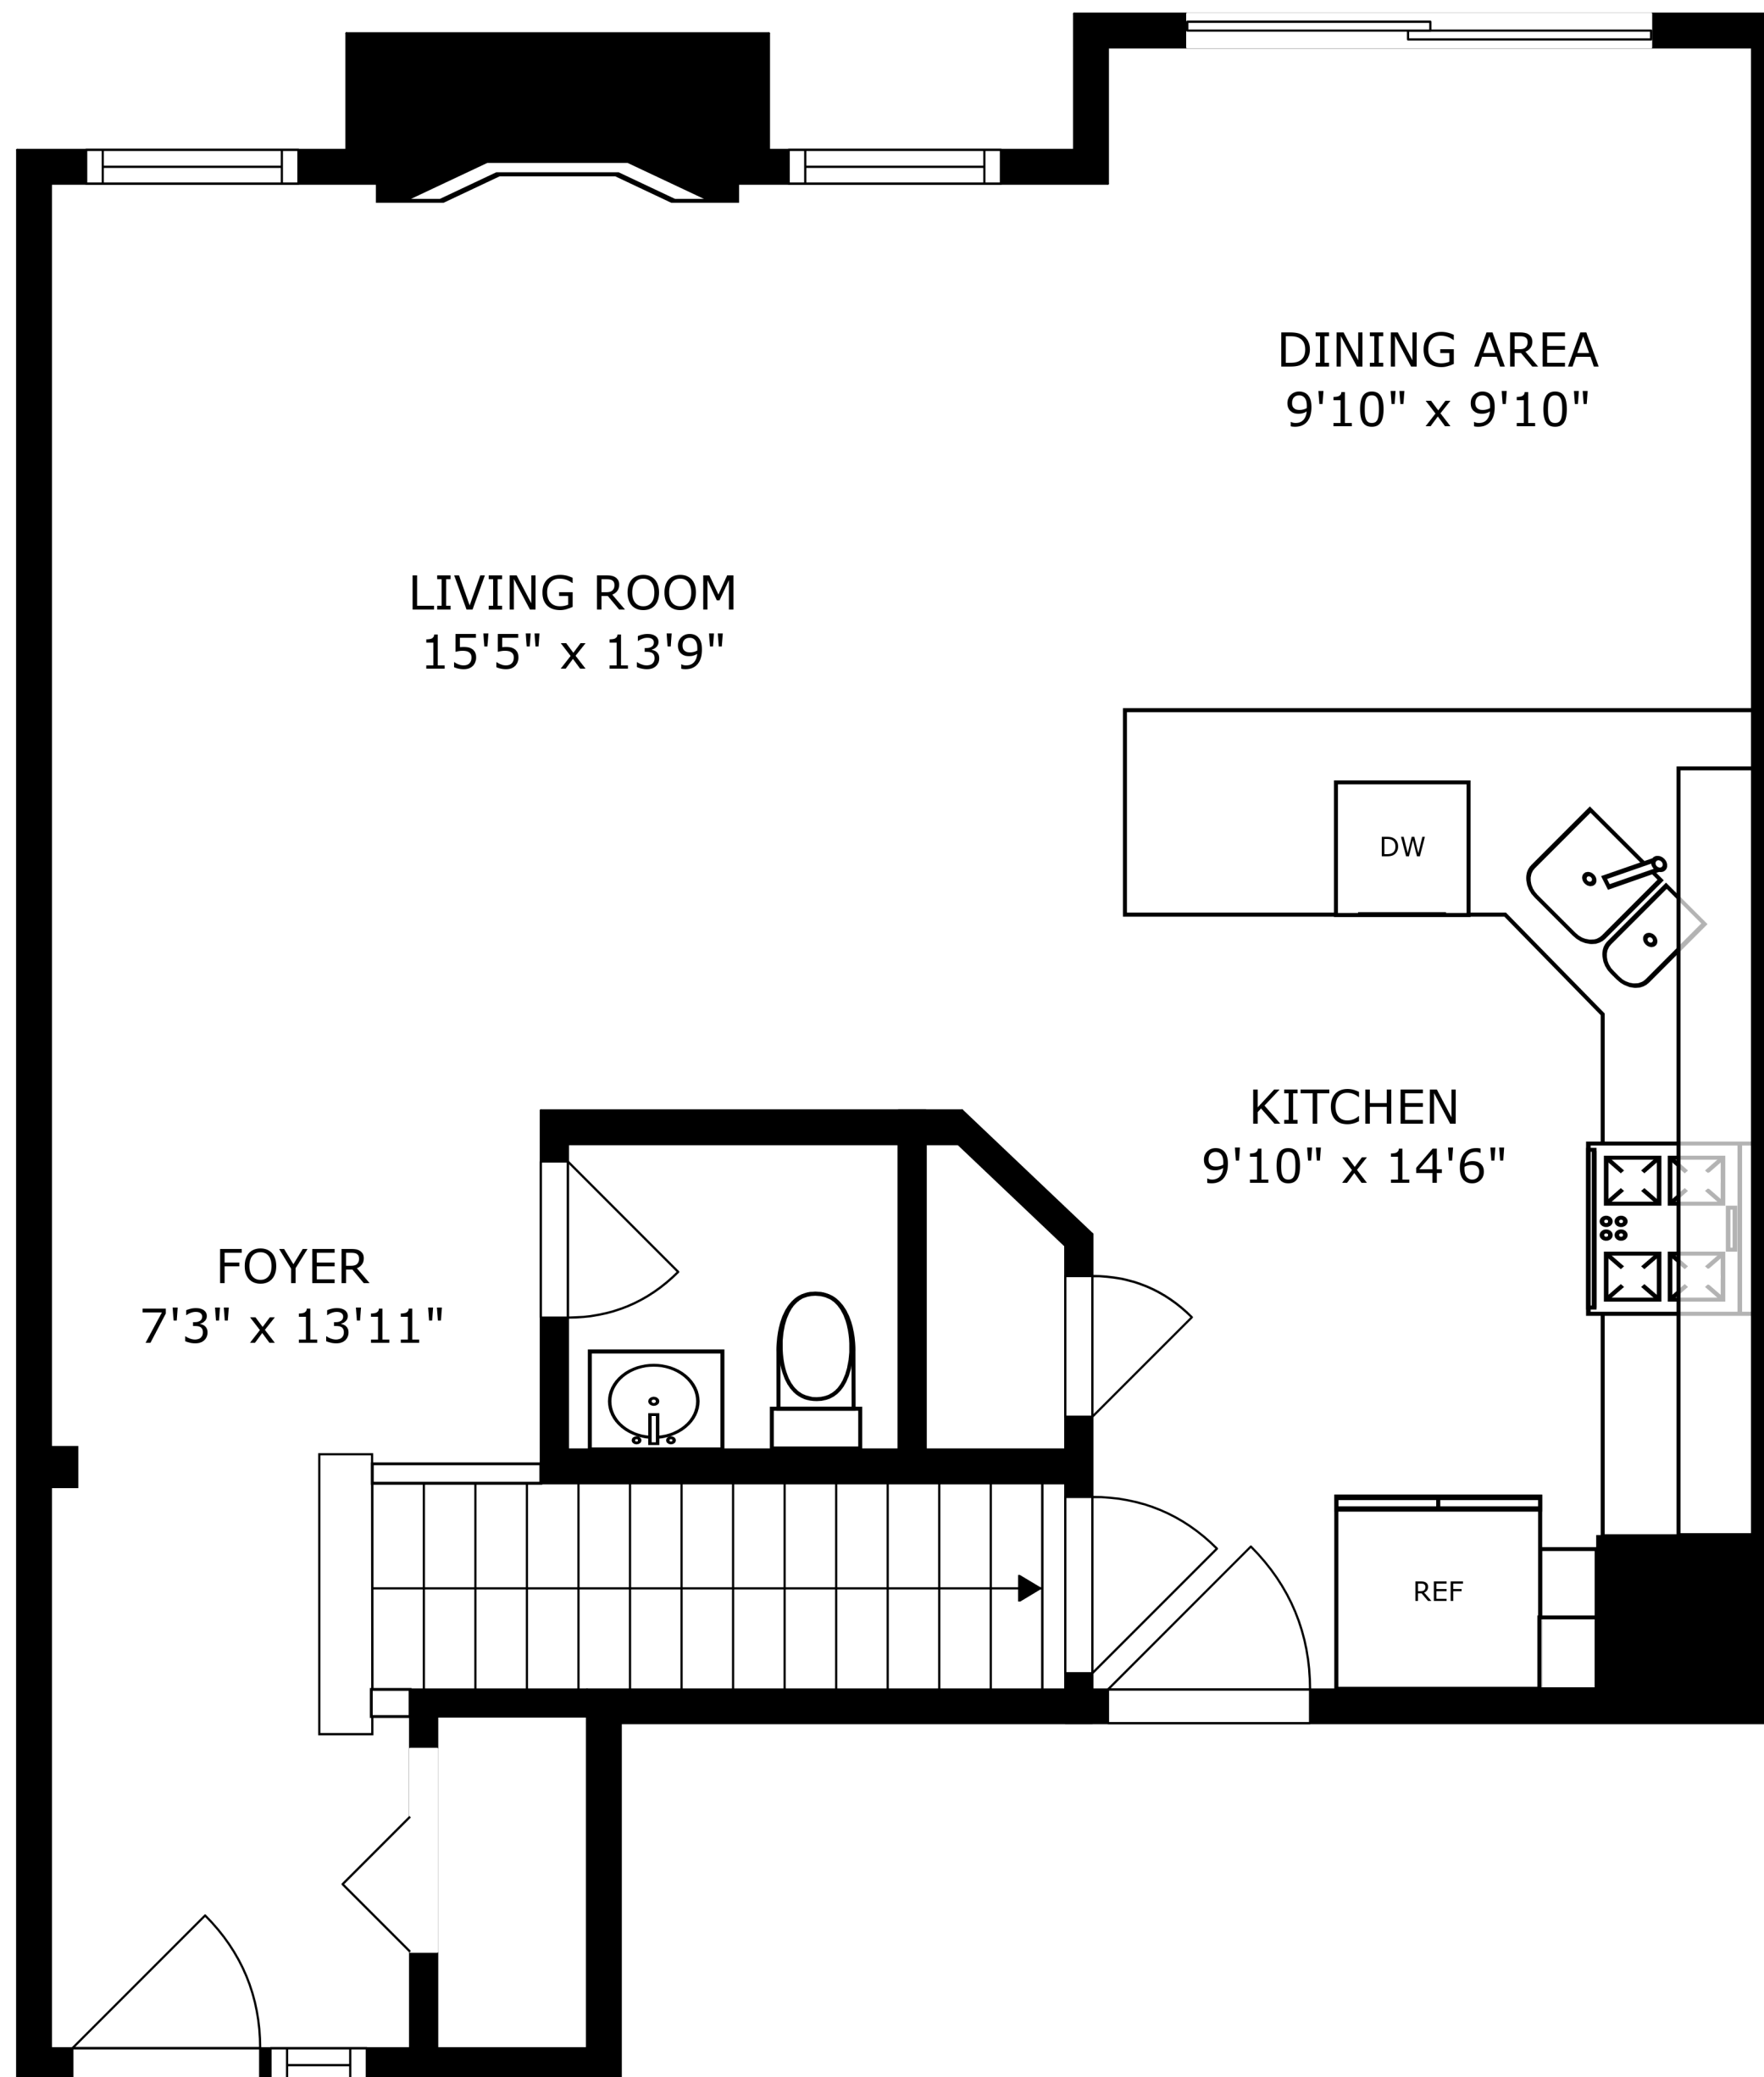 DINING AREA
9'10" x 9'10"
LIVING ROOM
15'5" x 13'9"
DW
KITCHEN
9'10" x 14'6"
FOYER
7'3" x 13'11"
REF